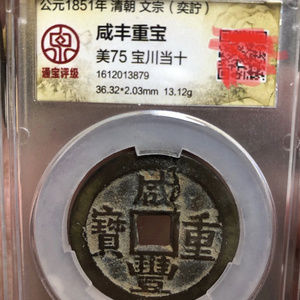 公元1851年 清朝 文宗（奕詝）
咸丰重宝
美75 宝川当十
1612013879
36.32*2.03mm 13.12g
通宝评级
咸
寶 重
豐